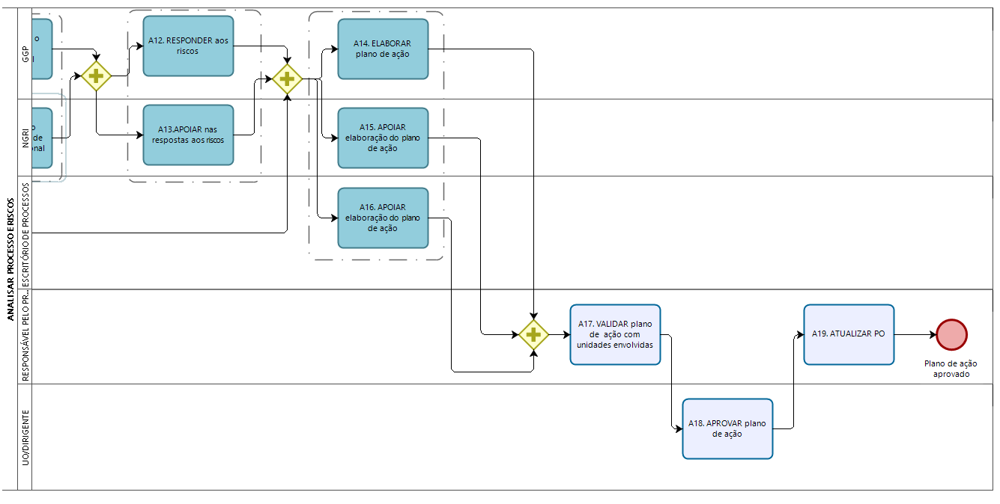 ANALISAR PROCESSO E RISCOS
GGP
NGRI
ESCRITÓRIO DE PROCESSOS
RESPONSÁVEL PELO PR...
UO/DIRIGENTE
o
l
de
onal
A12. RESPONDER aos
riscos
A13.APOIAR nas
respostas aos riscos
A14. ELABORAR
plano de ação
A15. APOIAR
elaboração do plano
de ação
A16. APOIAR
elaboração do plano
de ação
A17. VALIDAR plano
de ação com
unidades envolvidas
A18. APROVAR plano
de ação
A19. ATUALIZAR PO
Plano de ação
aprovado